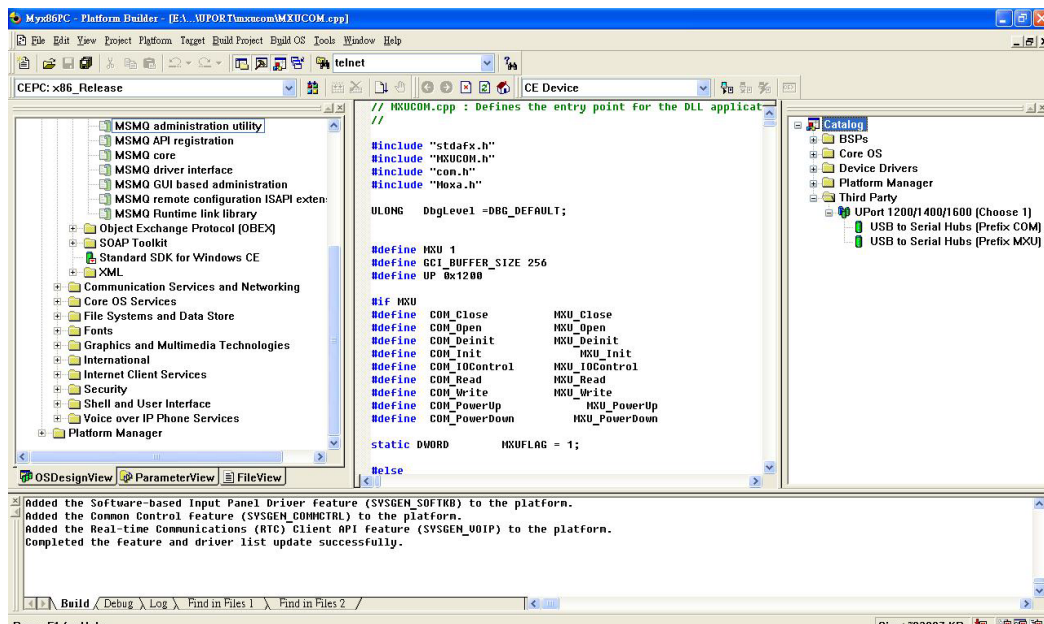 Myx86PC - Platform Builder - [E:\...\UPORT\mxucom\MXUCOM.cpp]
File Edit View Project Platform Target Build Project Build OS Tools Window Help
telnet
CEPC: x86_Release
CE Device
MSMQ administration utility
MSMQ API registration
MSMQ core
MSMQ driver interface
MSMQ GUI based administration
MSMQ remote configuration ISAPI exten
MSMQ Runtime link library
Object Exchange Protocol (OBEX)
SOAP Toolkit
Standard SDK for Windows CE
XML
Communication Services and Networking
Core OS Services
File Systems and Data Store
Fonts
Graphics and Multimedia Technologies
International
Internet Client Services
Security
Shell and User Interface
Voice over IP Phone Services
Platform Manager
OSDesignView ParameterView FileView
// MXUCOM.cpp : Defines the entry point for the DLL applicat
//
#include "stdafx.h"
#include "MXUCOM.h"
#include "con.h"
#include "Moxa.h"
ULONG DbgLevel =DBG_DEFAULT;
#define MXU 1
#define GCI_BUFFER_SIZE 256
#define UP 0x1200
#if MXU
#define COM_Close MXU_Close
#define COM_Open MXU_Open
#define COM_Deinit MXU_Deinit
#define COM_Init MXU_Init
#define COM_IOControl MXU_IOControl
#define COM_Read MXU_Read
#define COM_Write MXU_Write
#define COM_PowerUp MXU_PowerUp
#define COM_PowerDown MXU_PowerDown
static DWORD MXUFLAG = 1;
#else
Catalog
BSPs
Core OS
Device Drivers
Platform Manager
Third Party
UPort 1200/1400/1600 (Choose 1)
USB to Serial Hubs (Prefix COM)
USB to Serial Hubs (Prefix MXU)
Added the Software-based Input Panel Driver feature (SYSGEN_SOFTKB) to the platform.
Added the Common Control feature (SYSGEN_COMMCTRL) to the platform.
Added the Real-time Communications (RTC) Client API feature (SYSGEN_VOIP) to the platform.
Completed the feature and driver list update successfully.
Build Debug Log Find in Files 1 Find in Files 2